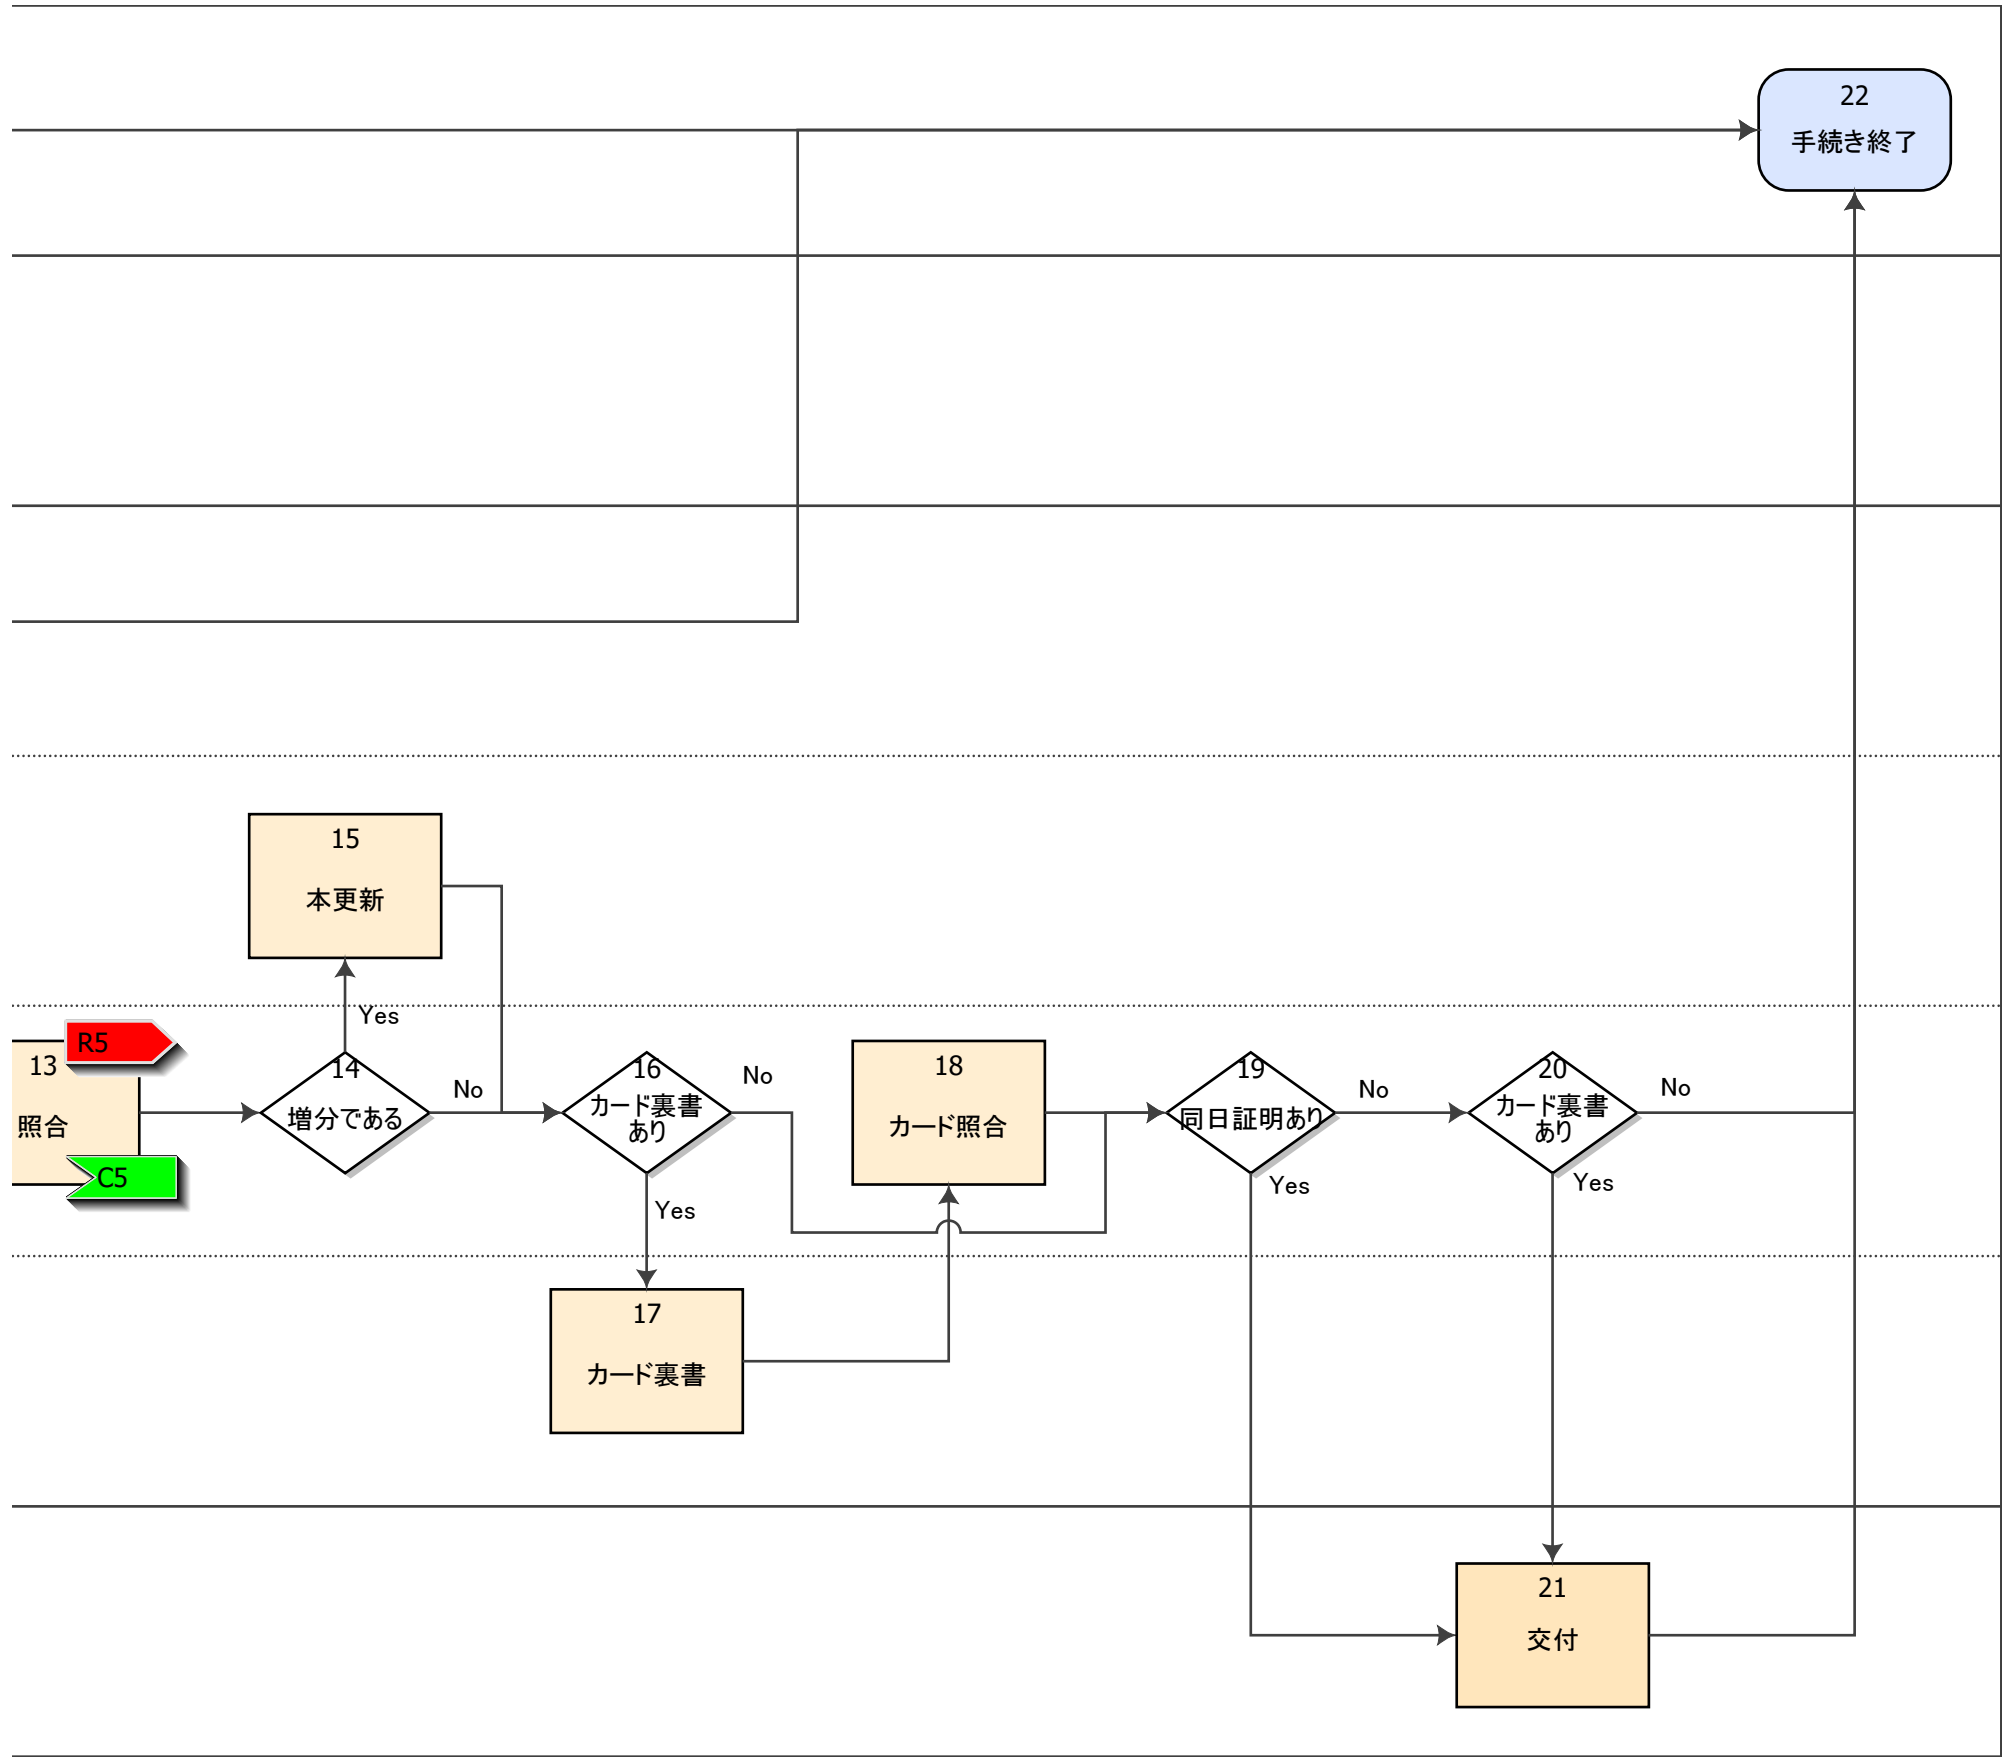 22
手続き終了
15
本更新
Yes
R5
13
照合
C5
14
増分である
No
16
カード裏書
あり
No
Yes
17
カード裏書
18
カード照合
19
同日証明あり
No
Yes
20
カード裏書
あり
No
Yes
21
交付